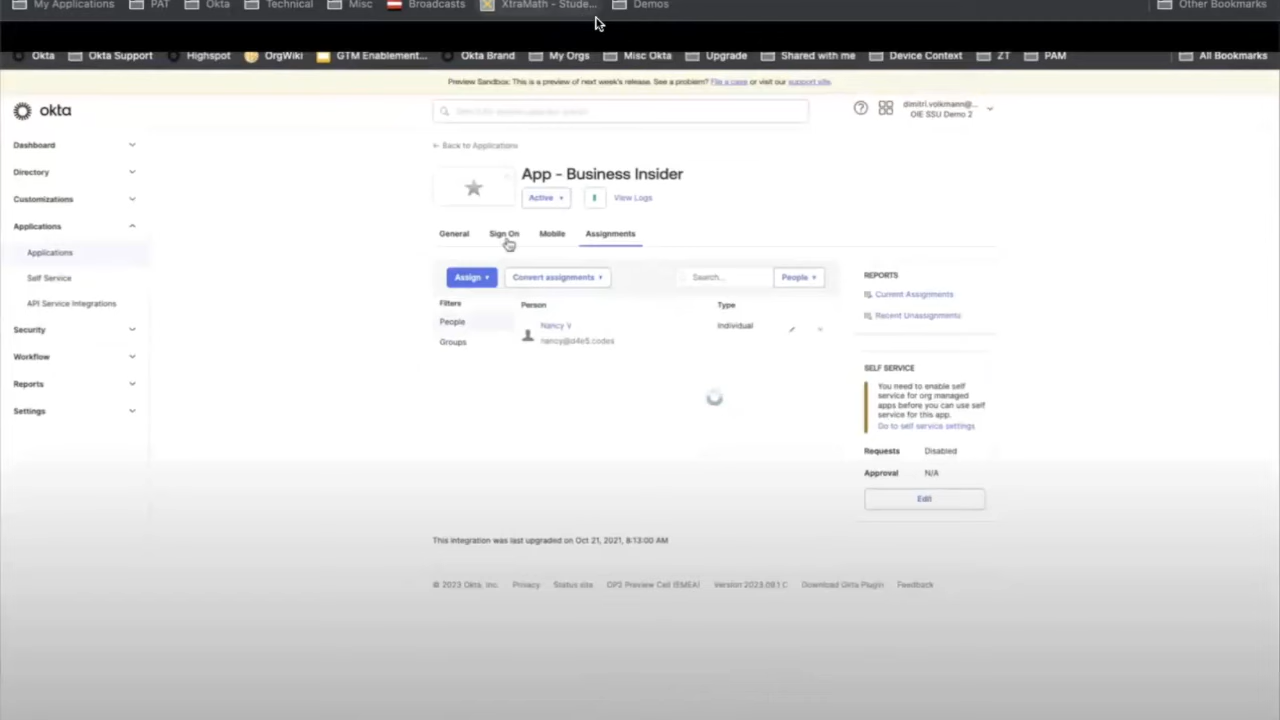 My Applications PAT Okta Technical Misc Broadcasts XtraMath - Stude... Demos Other Bookmarks
Okta Okta Support Highspot OrgWiki GTM Enablement... Okta Brand My Orgs Misc Okta Upgrade Shared with me Device Context ZT PAM All Bookmarks
Preview Sandbox: This is a preview of next week's release. See a problem? File a case or visit our support site.
okta
dimitri.volkmann@...
OIE SSU Demo 2
Dashboard
Directory
Customizations
Applications
Applications
Self Service
API Service Integrations
Security
Workflow
Reports
Settings
← Back to Applications
App - Business Insider
Active View Logs
General Sign On Mobile Assignments
Assign Convert assignments Search... People
Filters Person Type
People
Groups
Nancy V Individual
nancy@d4e5.codes
REPORTS
Current Assignments
Recent Unassignments
SELF SERVICE
You need to enable self
service for org managed
apps before you can use self
service for this app.
Go to self service settings
Requests Disabled
Approval N/A
Edit
This integration was last upgraded on Oct 21, 2021, 8:13:00 AM
© 2023 Okta, Inc. Privacy Status site OP2 Preview Cell (EMEA) Version 2023.09.1 C Download Okta Plugin Feedback